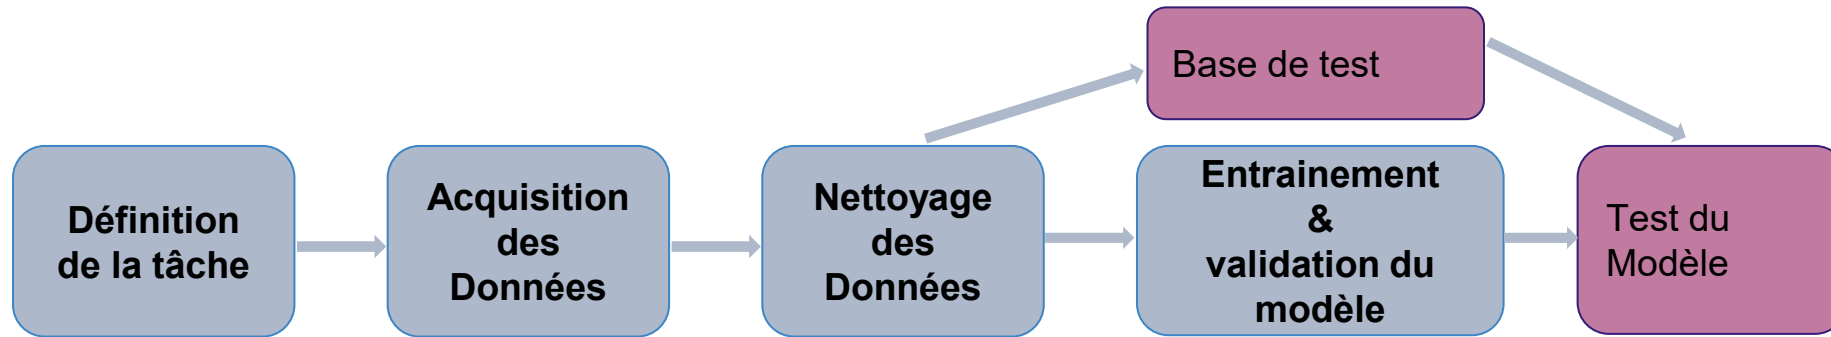 Définition
de la tâche
Acquisition
des
Données
Nettoyage
des
Données
Base de test
Entrainement
&
validation du
modèle
Test du
Modèle